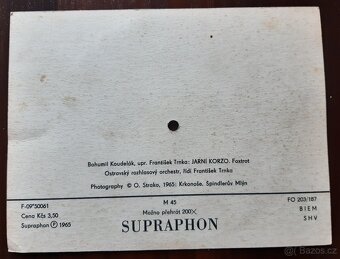 Bohumil Koudelák, upr. František Trnka: JARNÍ KORZO. Foxtrot
Ostravský rozhlasový orchestr, řídí František Trnka
Photography © O. Straka, 1965: Krkonoše, Špindlerův Mlýn
F-09*50061
Cena Kčs 3,50
Supraphon Ⓟ 1965
M 45
Možno přehrát 200X
SUPRAPHON
FO 203/187
BIEM
SHV
Bazoš.cz